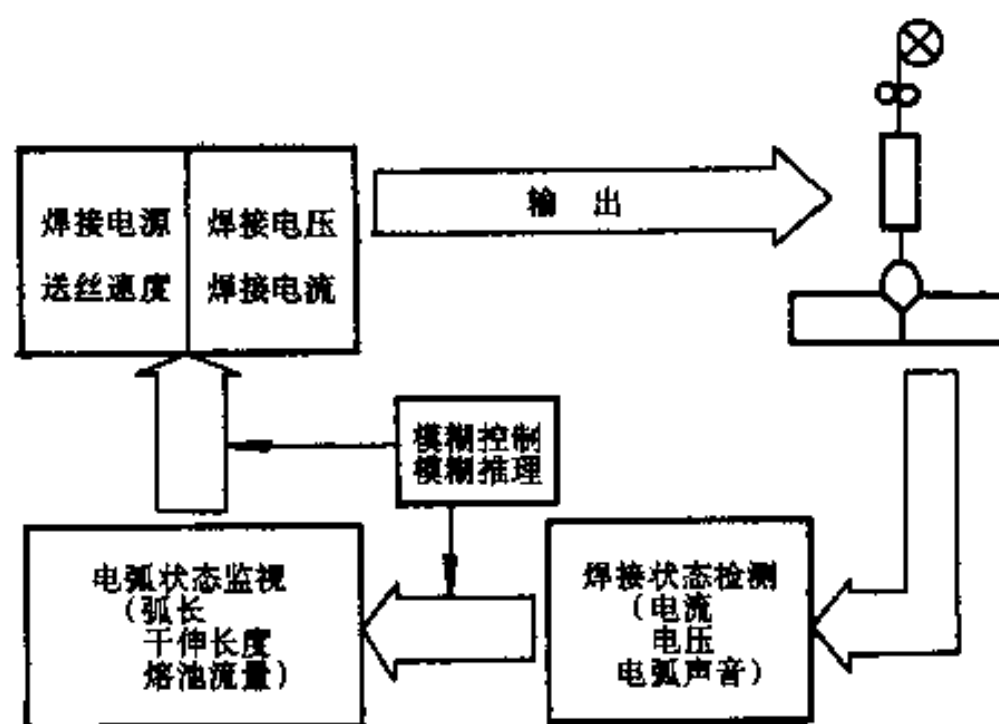 焊接电源
送丝速度
焊接电压
焊接电流
输 出
模糊控制
模糊推理
电弧状态监视
(弧长
干伸长度
熔池流量)
焊接状态检测
(电流
电压
电弧声音)